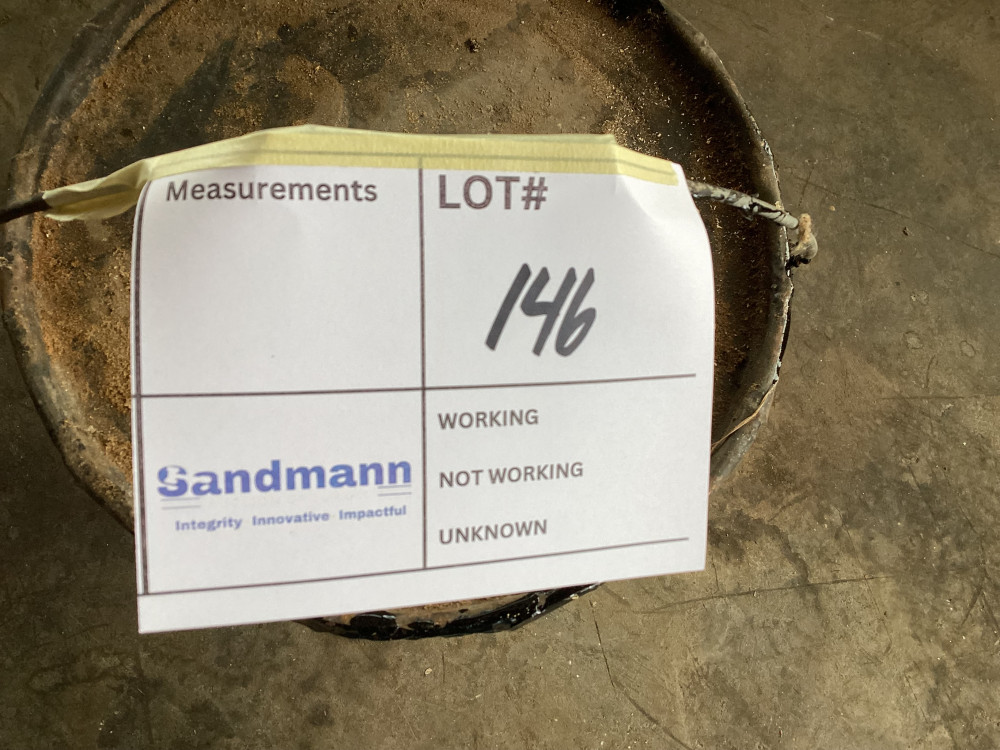 Measurements
LOT#
146
Sandmann
Integrity Innovative Impactful
WORKING
NOT WORKING
UNKNOWN